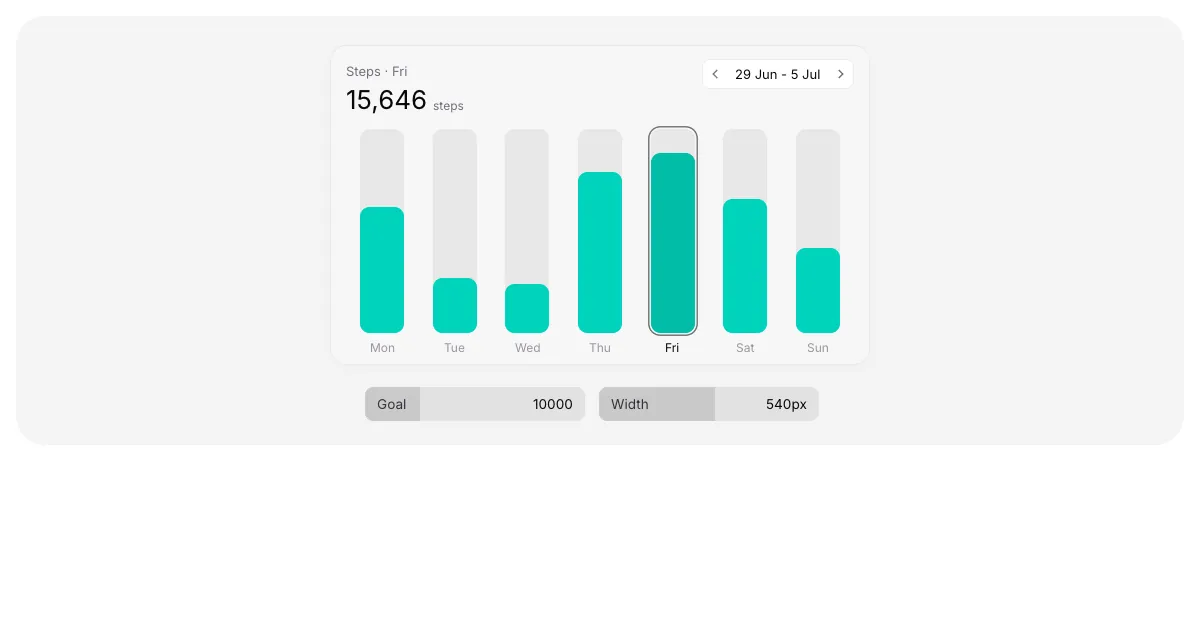 Steps · Fri
29 Jun - 5 Jul
15,646 steps
Mon Tue Wed Thu Fri Sat Sun
Goal 10000
Width 540px